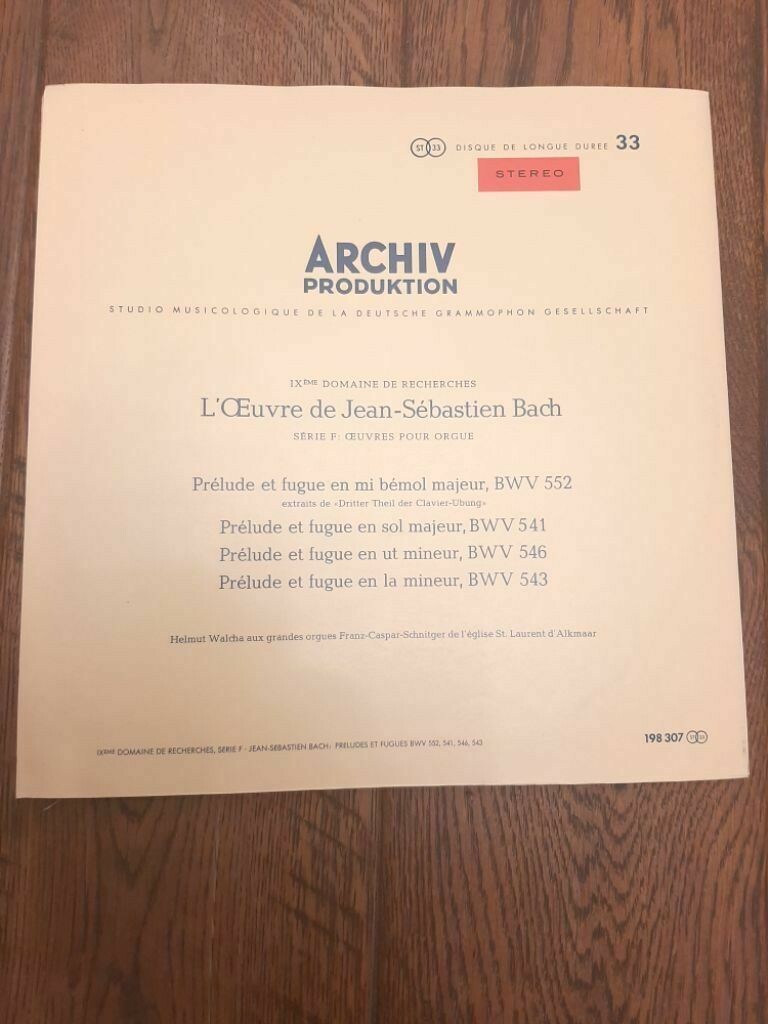 ST 33 DISQUE DE LONGUE DUREE 33
STEREO
ARCHIV
PRODUKTION
STUDIO MUSICOLOGIQUE DE LA DEUTSCHE GRAMMOPHON GESELLSCHAFT
IXÈME DOMAINE DE RECHERCHES
L'Œuvre de Jean-Sébastien Bach
SÉRIE F: ŒUVRES POUR ORGUE
Prélude et fugue en mi bémol majeur, BWV 552
extraits de «Dritter Theil der Clavier-Ubung»
Prélude et fugue en sol majeur, BWV 541
Prélude et fugue en ut mineur, BWV 546
Prélude et fugue en la mineur, BWV 543
Helmut Walcha aux grandes orgues Franz-Caspar-Schnitger de l'église St. Laurent d'Alkmaar
IXÈME DOMAINE DE RECHERCHES, SERIE F - JEAN-SEBASTIEN BACH: PRELUDES ET FUGUES BWV 552, 541, 546, 543
198 307 ST 33